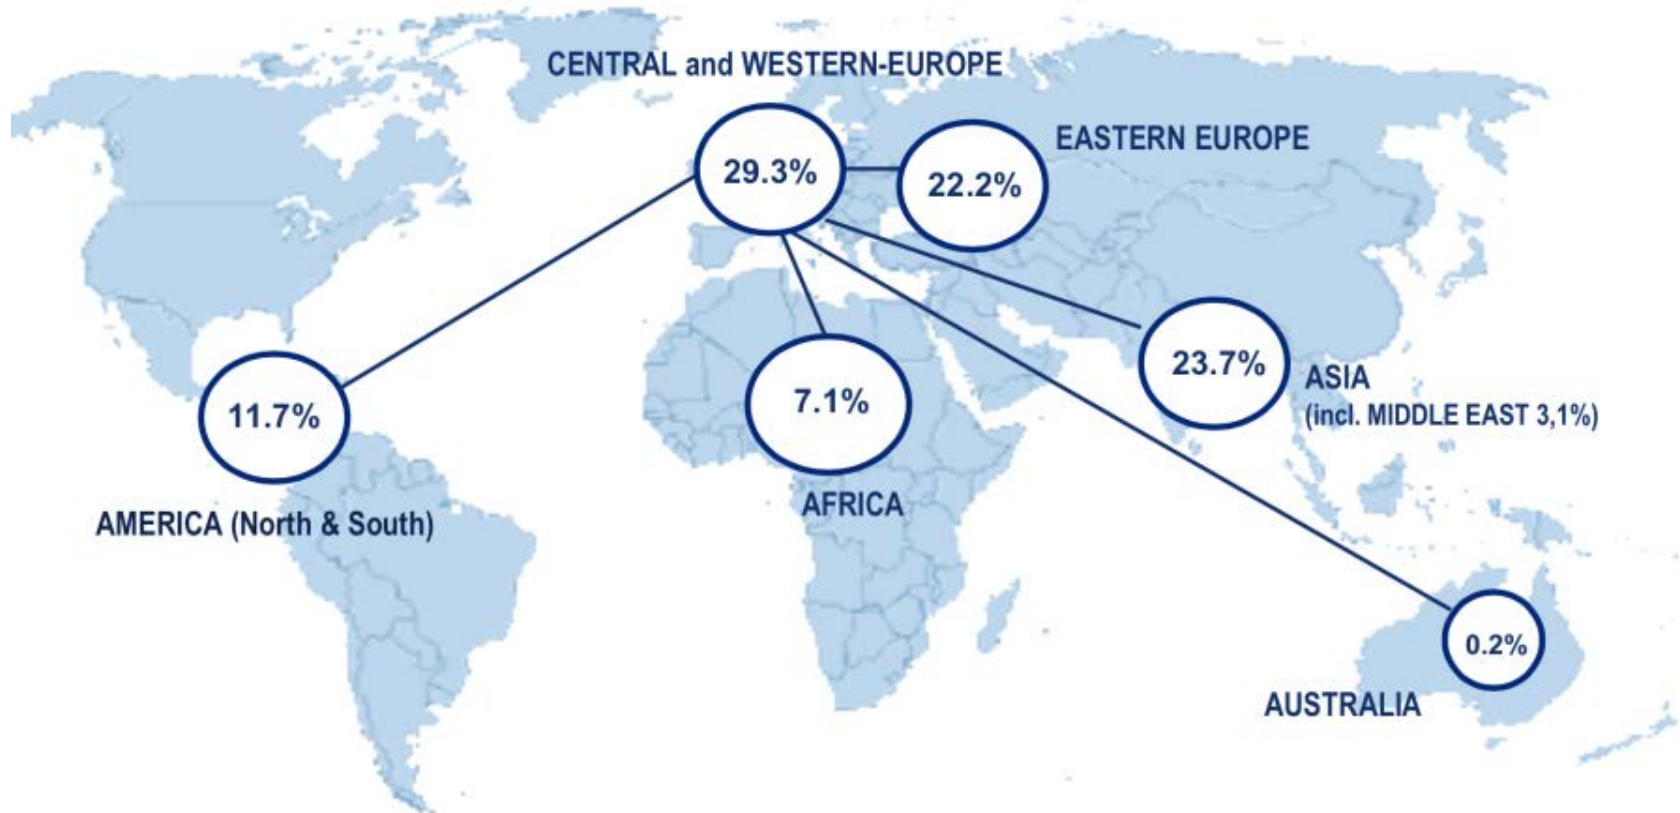 CENTRAL and WESTERN-EUROPE
29.3%
EASTERN EUROPE
22.2%
23.7%
ASIA
(incl. MIDDLE EAST 3,1%)
11.7%
AMERICA (North & South)
7.1%
AFRICA
0.2%
AUSTRALIA